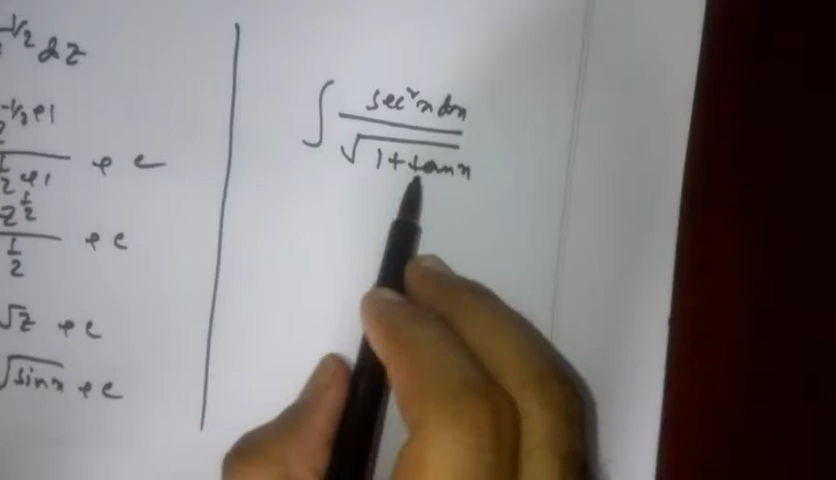 z^{-1/2} dz
z^{-1/2+1}
1/2+1 + c
z^{1/2}
1/2 + c
√z + c
√sinx + c
∫ sec²x dx
√1+tanx